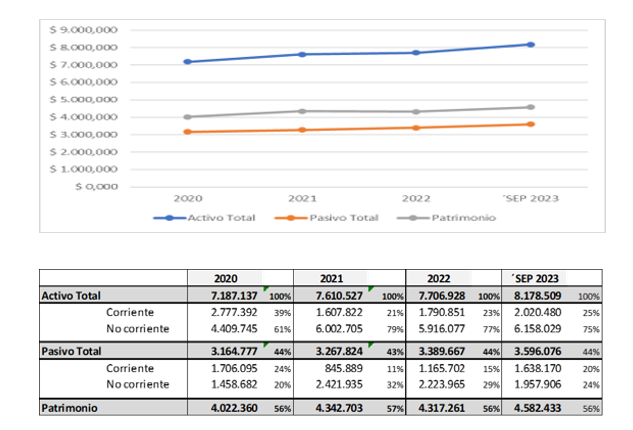 $ 9.000,000
$ 8.000,000
$ 7.000,000
$ 6.000,000
$ 5.000,000
$ 4.000,000
$ 3.000,000
$ 2.000,000
$ 1.000,000
$ 0,000
2020 2021 2022 ´SEP 2023
Activo Total Pasivo Total Patrimonio
2020 2021 2022 ´SEP 2023
Activo Total 7.187.137 100% 7.610.527 100% 7.706.928 100% 8.178.509 100%
Corriente 2.777.392 39% 1.607.822 21% 1.790.851 23% 2.020.480 25%
No corriente 4.409.745 61% 6.002.705 79% 5.916.077 77% 6.158.029 75%
Pasivo Total 3.164.777 44% 3.267.824 43% 3.389.667 44% 3.596.076 44%
Corriente 1.706.095 24% 845.889 11% 1.165.702 15% 1.638.170 20%
No corriente 1.458.682 20% 2.421.935 32% 2.223.965 29% 1.957.906 24%
Patrimonio 4.022.360 56% 4.342.703 57% 4.317.261 56% 4.582.433 56%